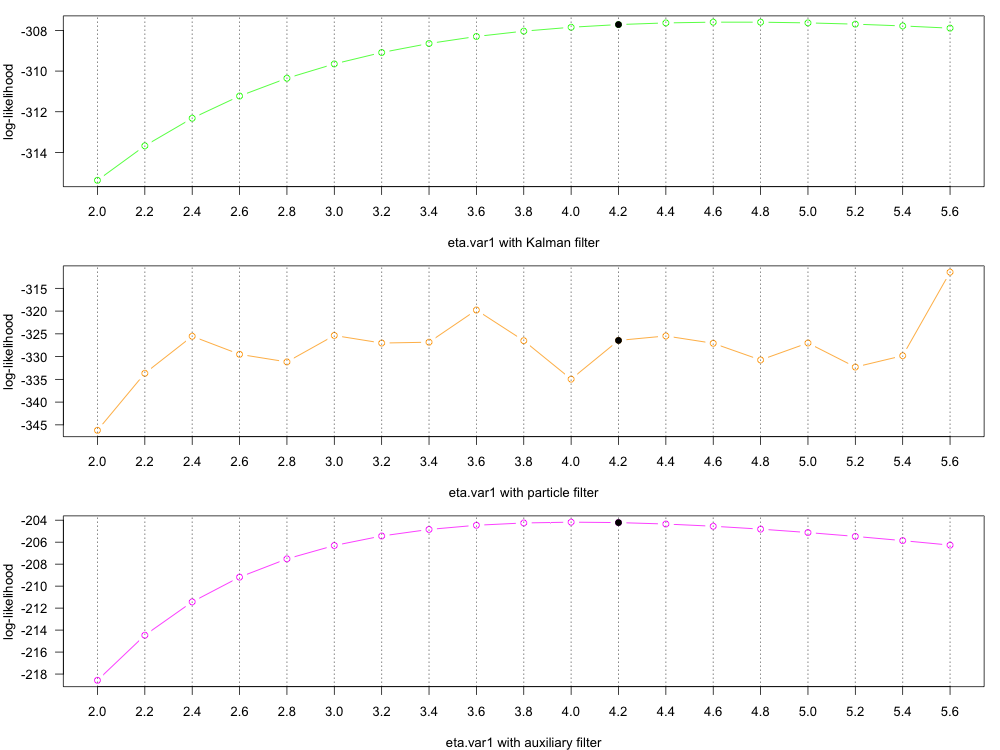 log-likelihood
-308
-310
-312
-314
2.0 2.2 2.4 2.6 2.8 3.0 3.2 3.4 3.6 3.8 4.0 4.2 4.4 4.6 4.8 5.0 5.2 5.4 5.6
eta.var1 with Kalman filter
log-likelihood
-315
-320
-325
-330
-335
-340
-345
2.0 2.2 2.4 2.6 2.8 3.0 3.2 3.4 3.6 3.8 4.0 4.2 4.4 4.6 4.8 5.0 5.2 5.4 5.6
eta.var1 with particle filter
log-likelihood
-204
-206
-208
-210
-212
-214
-216
-218
2.0 2.2 2.4 2.6 2.8 3.0 3.2 3.4 3.6 3.8 4.0 4.2 4.4 4.6 4.8 5.0 5.2 5.4 5.6
eta.var1 with auxiliary filter